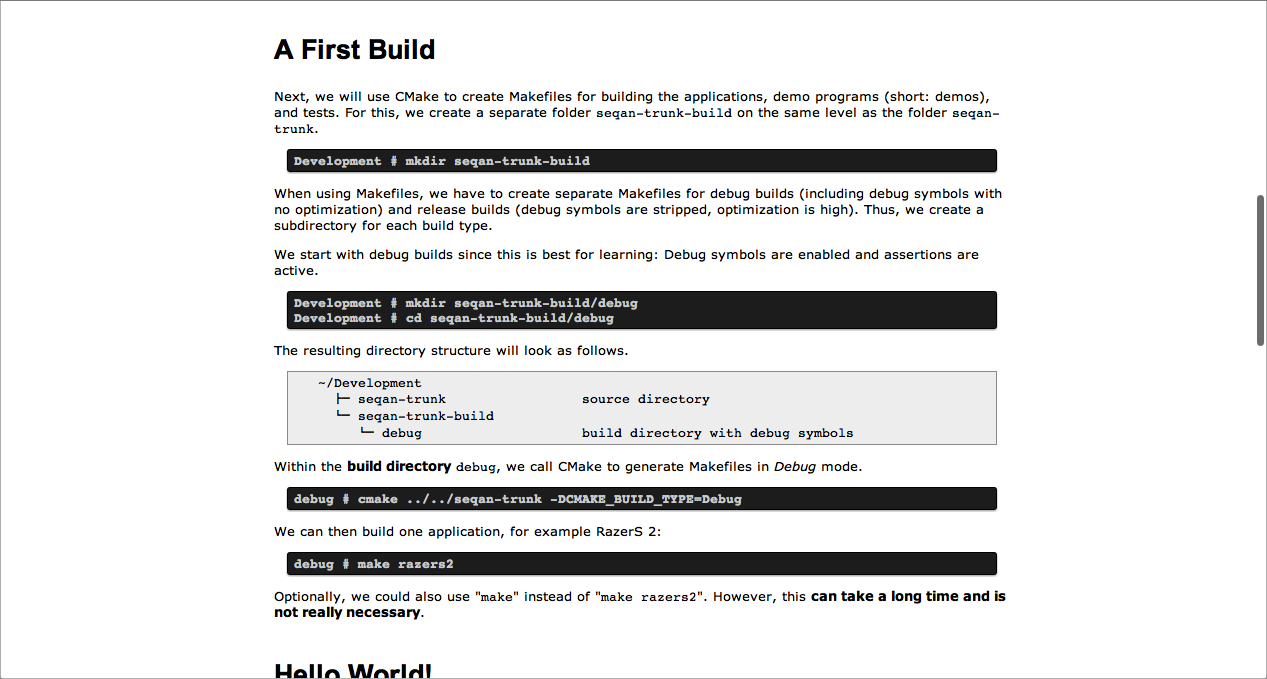 A First Build
Next, we will use CMake to create Makefiles for building the applications, demo programs (short: demos),
and tests. For this, we create a separate folder seqan-trunk-build on the same level as the folder seqan-
trunk.
Development # mkdir seqan-trunk-build
When using Makefiles, we have to create separate Makefiles for debug builds (including debug symbols with
no optimization) and release builds (debug symbols are stripped, optimization is high). Thus, we create a
subdirectory for each build type.
We start with debug builds since this is best for learning: Debug symbols are enabled and assertions are
active.
Development # mkdir seqan-trunk-build/debug
Development # cd seqan-trunk-build/debug
The resulting directory structure will look as follows.
~/Development
├─ seqan-trunk source directory
└─ seqan-trunk-build
└─ debug build directory with debug symbols
Within the build directory debug, we call CMake to generate Makefiles in Debug mode.
debug # cmake ../../seqan-trunk -DCMAKE_BUILD_TYPE=Debug
We can then build one application, for example RazerS 2:
debug # make razers2
Optionally, we could also use "make" instead of "make razers2". However, this can take a long time and is
not really necessary.
Hello World!